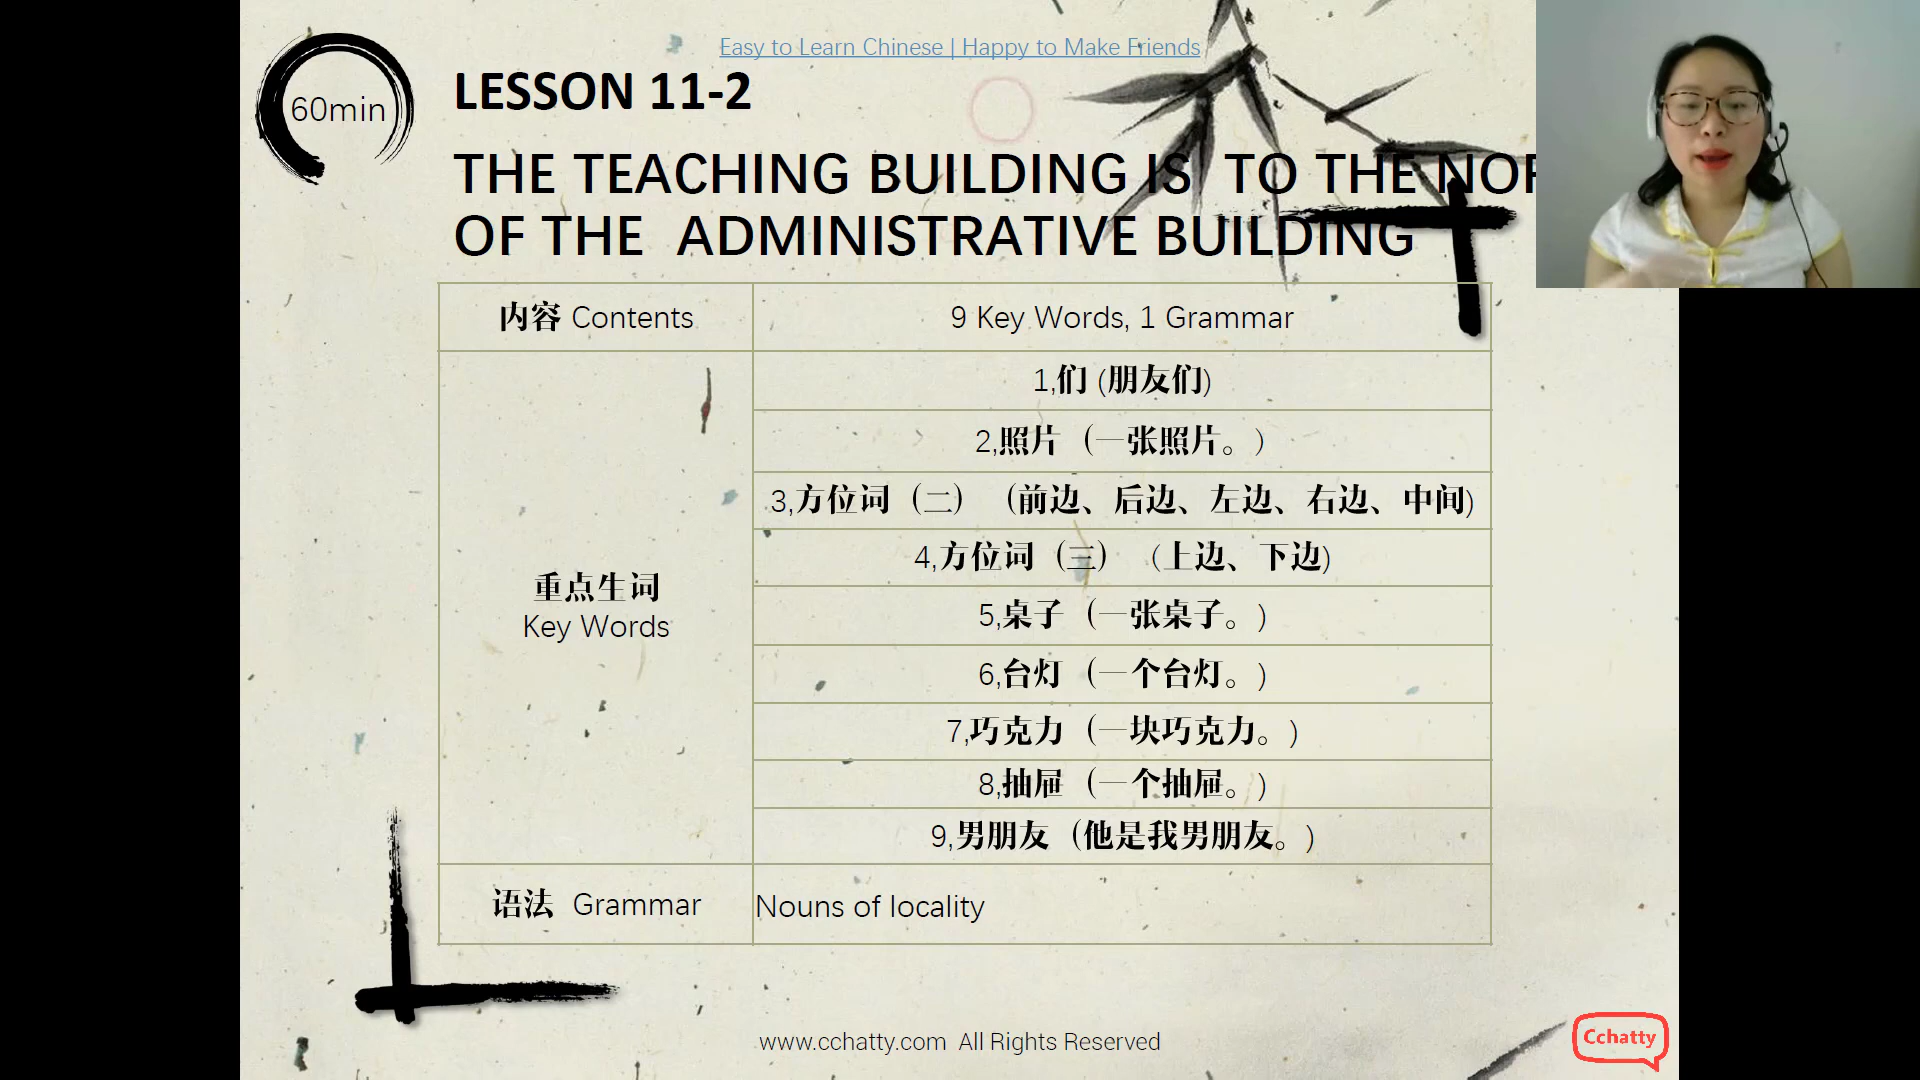 Easy to Learn Chinese | Happy to Make Friends
60min
LESSON 11-2
THE TEACHING BUILDING IS TO THE NOR
OF THE ADMINISTRATIVE BUILDING
内容 Contents
9 Key Words, 1 Grammar
重点生词
Key Words
1,们 (朋友们)
2,照片（一张照片。）
3,方位词（二）（前边、后边、左边、右边、中间)
4,方位词（三）（上边、下边)
5,桌子（一张桌子。）
6,台灯（一个台灯。）
7,巧克力（一块巧克力。）
8,抽屉（一个抽屉。）
9,男朋友（他是我男朋友。）
语法 Grammar
Nouns of locality
www.cchatty.com All Rights Reserved
Cchatty